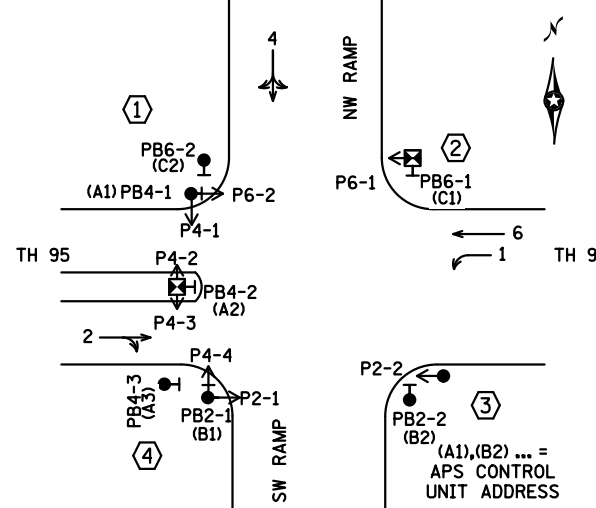 N
4
NW RAMP
1
2
PB6-2
(C2)
(A1) PB4-1
P6-2
P6-1
PB6-1
(C1)
P4-1
6
TH 95
P4-2
1
TH 9
PB4-2
(A2)
P4-3
2
P4-4
P2-2
PB4-3
(A3)
P2-1
PB2-1
(B1)
PB2-2
(B2)
3
4
SW RAMP
(A1),(B2) ... =
APS CONTROL
UNIT ADDRESS